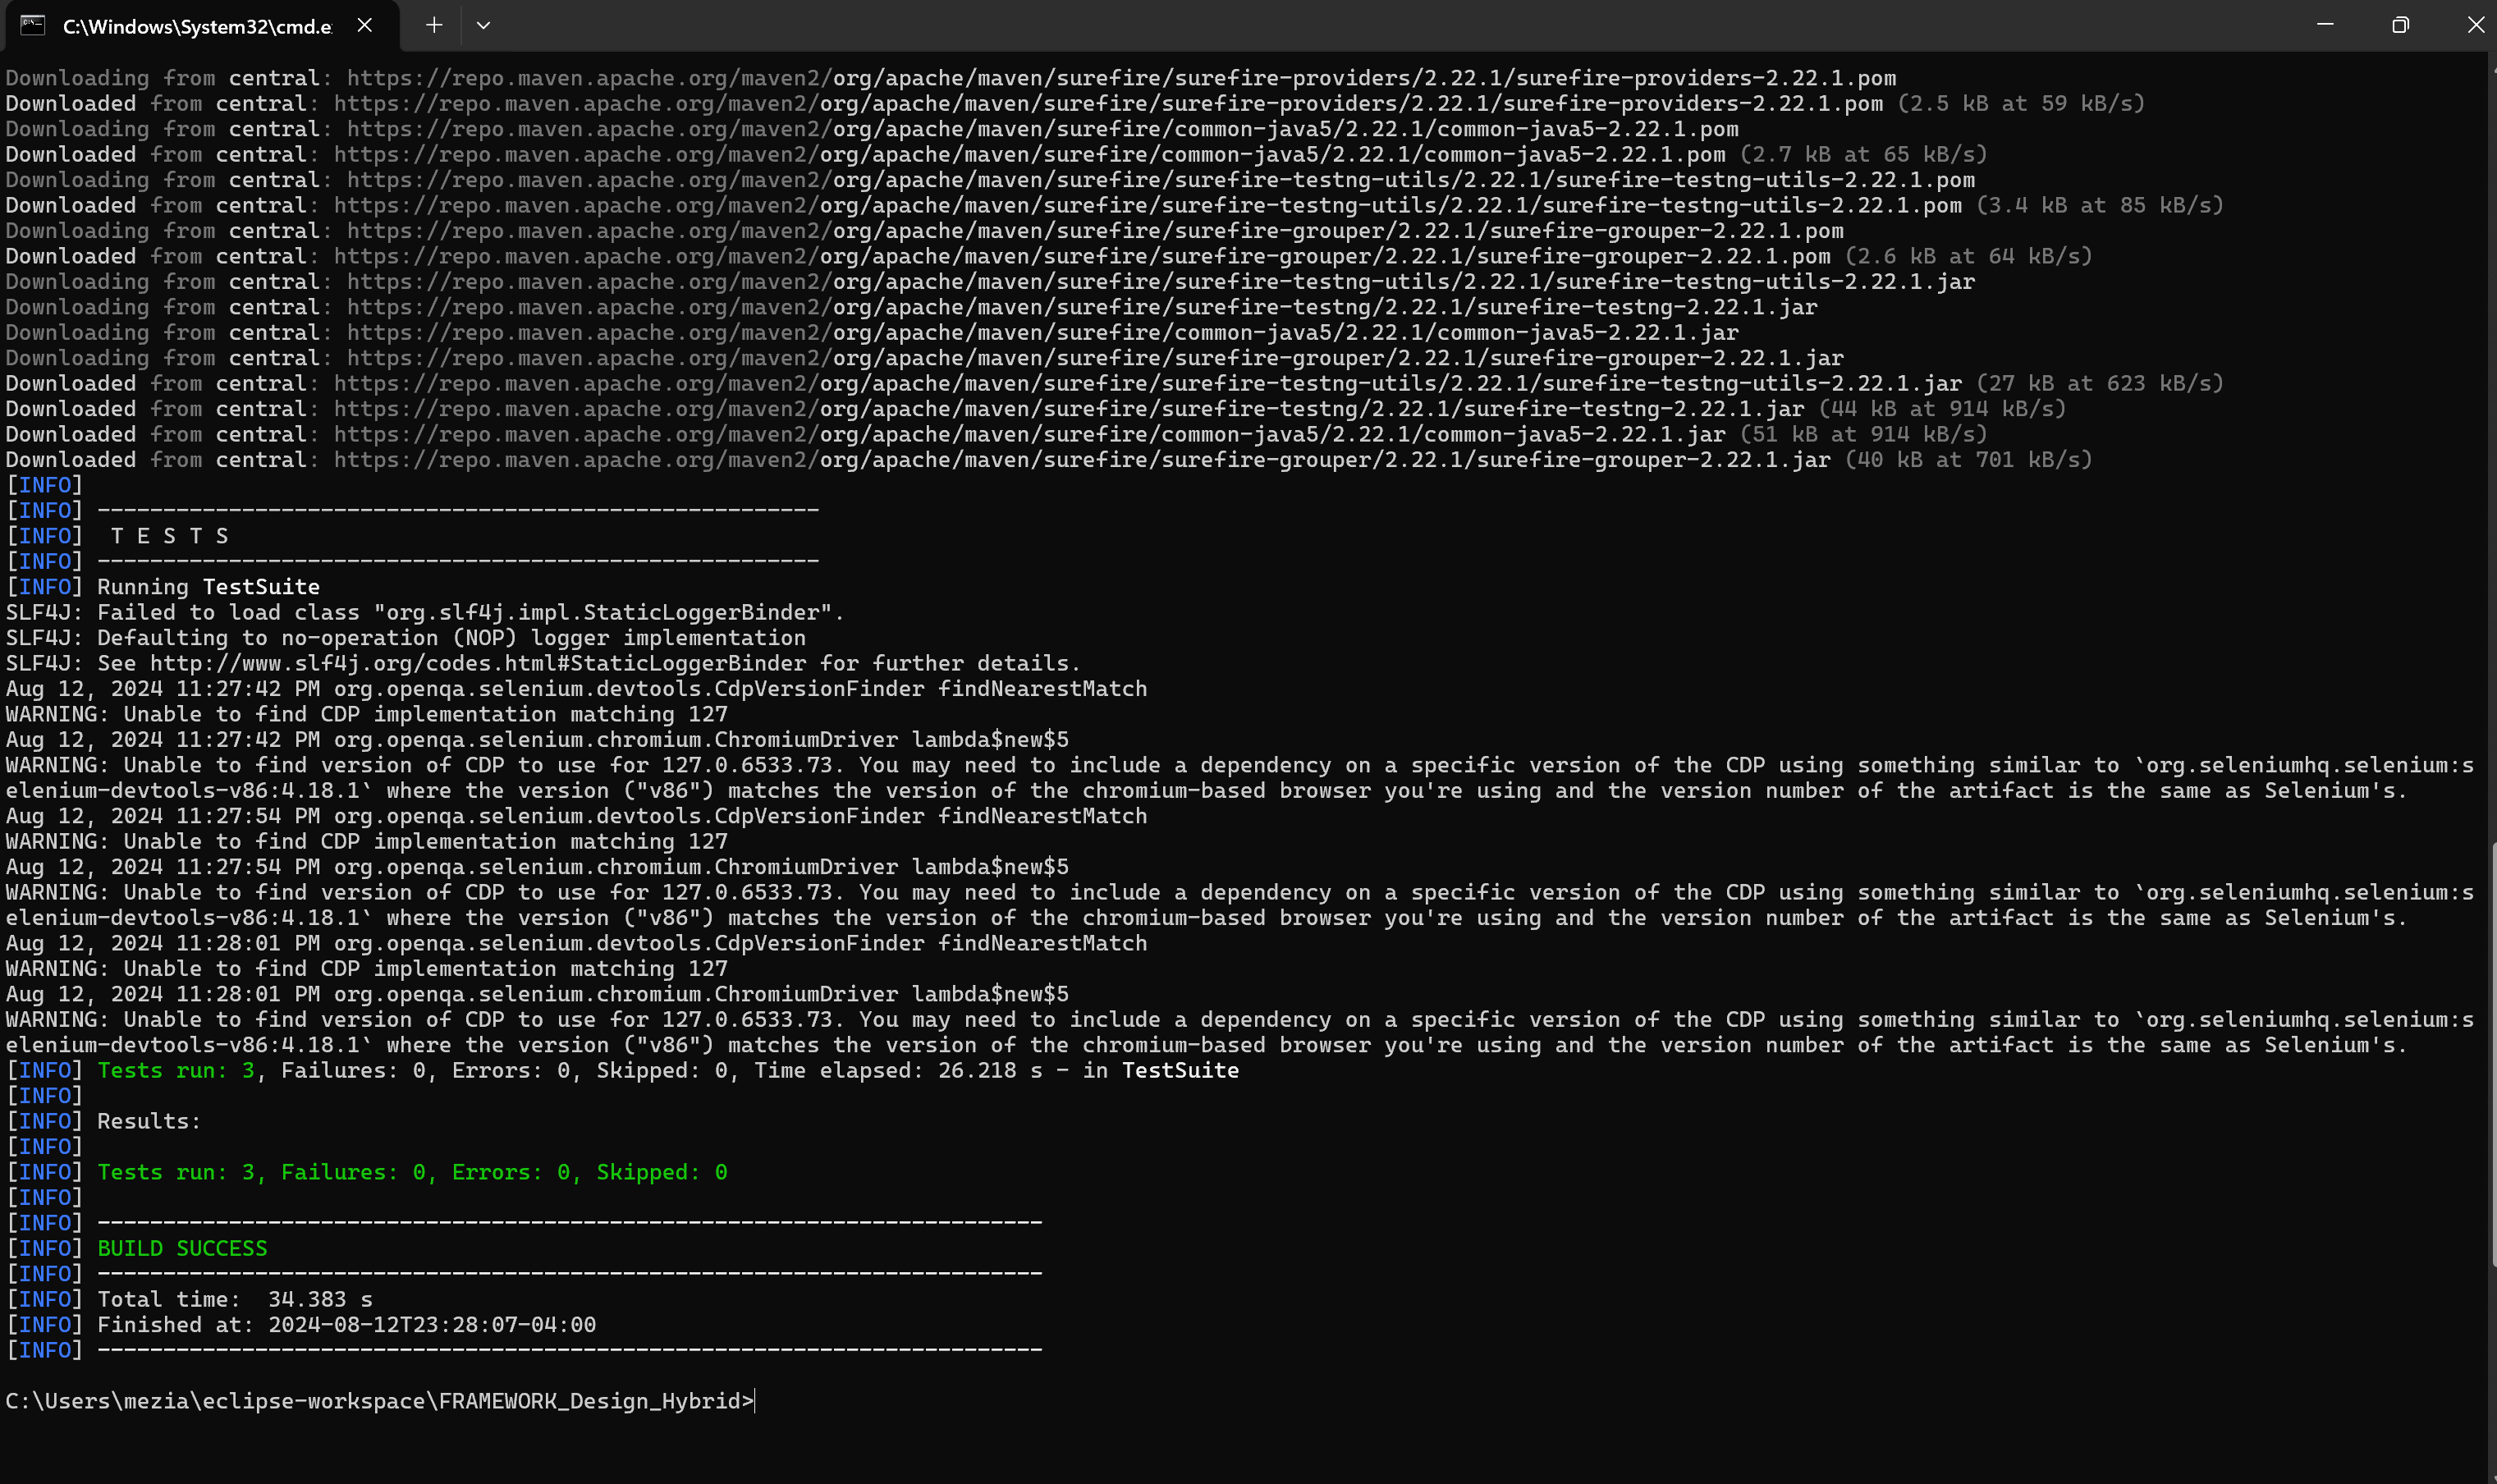 C:\Windows\System32\cmd.e
Downloading from central: https://repo.maven.apache.org/maven2/org/apache/maven/surefire/surefire-providers/2.22.1/surefire-providers-2.22.1.pom
Downloaded from central: https://repo.maven.apache.org/maven2/org/apache/maven/surefire/surefire-providers/2.22.1/surefire-providers-2.22.1.pom (2.5 kB at 59 kB/s)
Downloading from central: https://repo.maven.apache.org/maven2/org/apache/maven/surefire/common-java5/2.22.1/common-java5-2.22.1.pom
Downloaded from central: https://repo.maven.apache.org/maven2/org/apache/maven/surefire/common-java5/2.22.1/common-java5-2.22.1.pom (2.7 kB at 65 kB/s)
Downloading from central: https://repo.maven.apache.org/maven2/org/apache/maven/surefire/surefire-testng-utils/2.22.1/surefire-testng-utils-2.22.1.pom
Downloaded from central: https://repo.maven.apache.org/maven2/org/apache/maven/surefire/surefire-testng-utils/2.22.1/surefire-testng-utils-2.22.1.pom (3.4 kB at 85 kB/s)
Downloading from central: https://repo.maven.apache.org/maven2/org/apache/maven/surefire/surefire-grouper/2.22.1/surefire-grouper-2.22.1.pom
Downloaded from central: https://repo.maven.apache.org/maven2/org/apache/maven/surefire/surefire-grouper/2.22.1/surefire-grouper-2.22.1.pom (2.6 kB at 64 kB/s)
Downloading from central: https://repo.maven.apache.org/maven2/org/apache/maven/surefire/surefire-testng-utils/2.22.1/surefire-testng-utils-2.22.1.jar
Downloading from central: https://repo.maven.apache.org/maven2/org/apache/maven/surefire/surefire-testng/2.22.1/surefire-testng-2.22.1.jar
Downloading from central: https://repo.maven.apache.org/maven2/org/apache/maven/surefire/common-java5/2.22.1/common-java5-2.22.1.jar
Downloading from central: https://repo.maven.apache.org/maven2/org/apache/maven/surefire/surefire-grouper/2.22.1/surefire-grouper-2.22.1.jar
Downloaded from central: https://repo.maven.apache.org/maven2/org/apache/maven/surefire/surefire-testng-utils/2.22.1/surefire-testng-utils-2.22.1.jar (27 kB at 623 kB/s)
Downloaded from central: https://repo.maven.apache.org/maven2/org/apache/maven/surefire/surefire-testng/2.22.1/surefire-testng-2.22.1.jar (44 kB at 914 kB/s)
Downloaded from central: https://repo.maven.apache.org/maven2/org/apache/maven/surefire/common-java5/2.22.1/common-java5-2.22.1.jar (51 kB at 914 kB/s)
Downloaded from central: https://repo.maven.apache.org/maven2/org/apache/maven/surefire/surefire-grouper/2.22.1/surefire-grouper-2.22.1.jar (40 kB at 701 kB/s)
[INFO]
[INFO] -------------------------------------------------------
[INFO]  T E S T S
[INFO] -------------------------------------------------------
[INFO] Running TestSuite
SLF4J: Failed to load class "org.slf4j.impl.StaticLoggerBinder".
SLF4J: Defaulting to no-operation (NOP) logger implementation
SLF4J: See http://www.slf4j.org/codes.html#StaticLoggerBinder for further details.
Aug 12, 2024 11:27:42 PM org.openqa.selenium.devtools.CdpVersionFinder findNearestMatch
WARNING: Unable to find CDP implementation matching 127
Aug 12, 2024 11:27:42 PM org.openqa.selenium.chromium.ChromiumDriver lambda$new$5
WARNING: Unable to find version of CDP to use for 127.0.6533.73. You may need to include a dependency on a specific version of the CDP using something similar to `org.seleniumhq.selenium:s
elenium-devtools-v86:4.18.1` where the version ("v86") matches the version of the chromium-based browser you're using and the version number of the artifact is the same as Selenium's.
Aug 12, 2024 11:27:54 PM org.openqa.selenium.devtools.CdpVersionFinder findNearestMatch
WARNING: Unable to find CDP implementation matching 127
Aug 12, 2024 11:27:54 PM org.openqa.selenium.chromium.ChromiumDriver lambda$new$5
WARNING: Unable to find version of CDP to use for 127.0.6533.73. You may need to include a dependency on a specific version of the CDP using something similar to `org.seleniumhq.selenium:s
elenium-devtools-v86:4.18.1` where the version ("v86") matches the version of the chromium-based browser you're using and the version number of the artifact is the same as Selenium's.
Aug 12, 2024 11:28:01 PM org.openqa.selenium.devtools.CdpVersionFinder findNearestMatch
WARNING: Unable to find CDP implementation matching 127
Aug 12, 2024 11:28:01 PM org.openqa.selenium.chromium.ChromiumDriver lambda$new$5
WARNING: Unable to find version of CDP to use for 127.0.6533.73. You may need to include a dependency on a specific version of the CDP using something similar to `org.seleniumhq.selenium:s
elenium-devtools-v86:4.18.1` where the version ("v86") matches the version of the chromium-based browser you're using and the version number of the artifact is the same as Selenium's.
[INFO] Tests run: 3, Failures: 0, Errors: 0, Skipped: 0, Time elapsed: 26.218 s - in TestSuite
[INFO]
[INFO] Results:
[INFO]
[INFO] Tests run: 3, Failures: 0, Errors: 0, Skipped: 0
[INFO]
[INFO] ------------------------------------------------------------------------
[INFO] BUILD SUCCESS
[INFO] ------------------------------------------------------------------------
[INFO] Total time:  34.383 s
[INFO] Finished at: 2024-08-12T23:28:07-04:00
[INFO] ------------------------------------------------------------------------
C:\Users\mezia\eclipse-workspace\FRAMEWORK_Design_Hybrid>